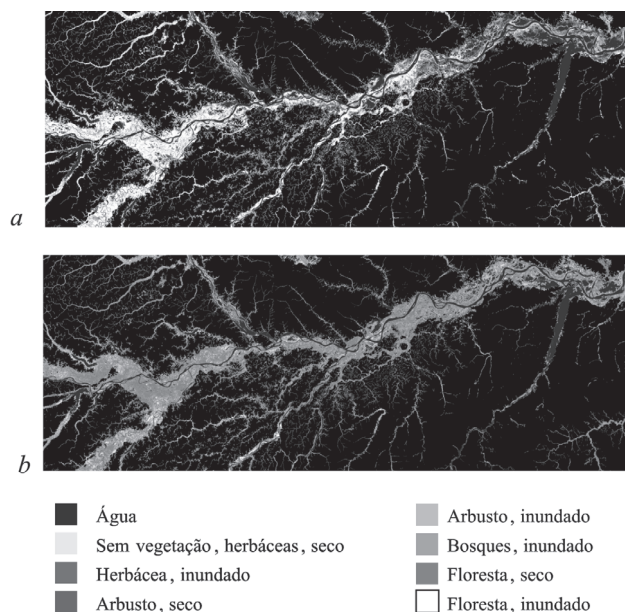 a
b
Água
Sem vegetação, herbáceas, seco
Herbácea, inundado
Arbusto, seco
Arbusto, inundado
Bosques, inundado
Floresta, seco
Floresta, inundado